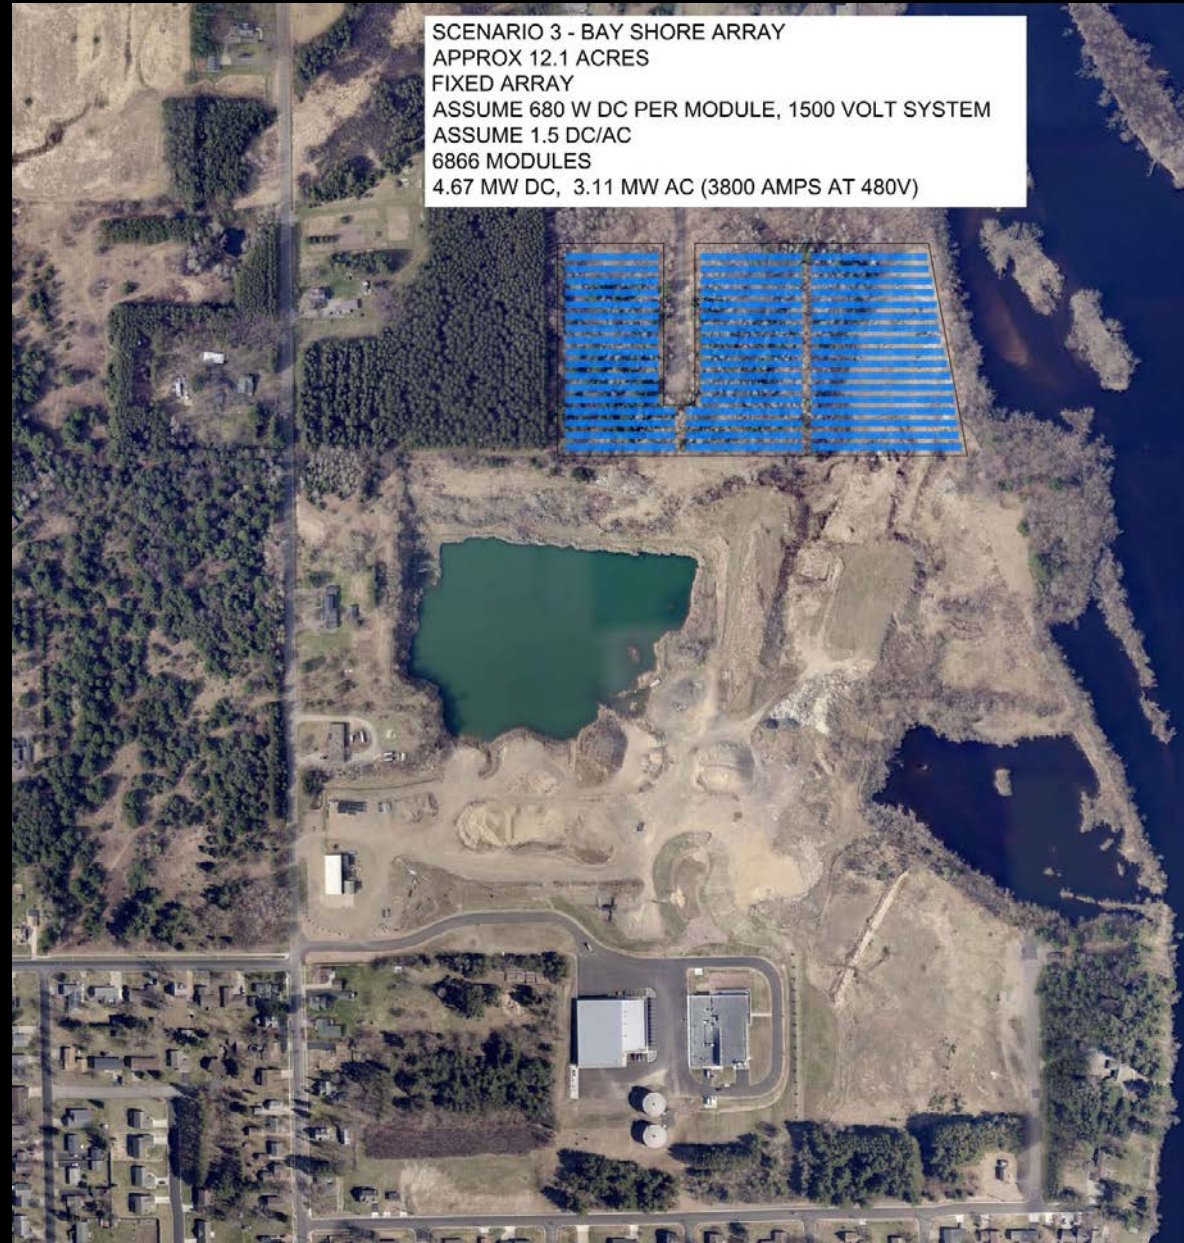 SCENARIO 3 - BAY SHORE ARRAY
APPROX 12.1 ACRES
FIXED ARRAY
ASSUME 680 W DC PER MODULE, 1500 VOLT SYSTEM
ASSUME 1.5 DC/AC
6866 MODULES
4.67 MW DC,  3.11 MW AC (3800 AMPS AT 480V)